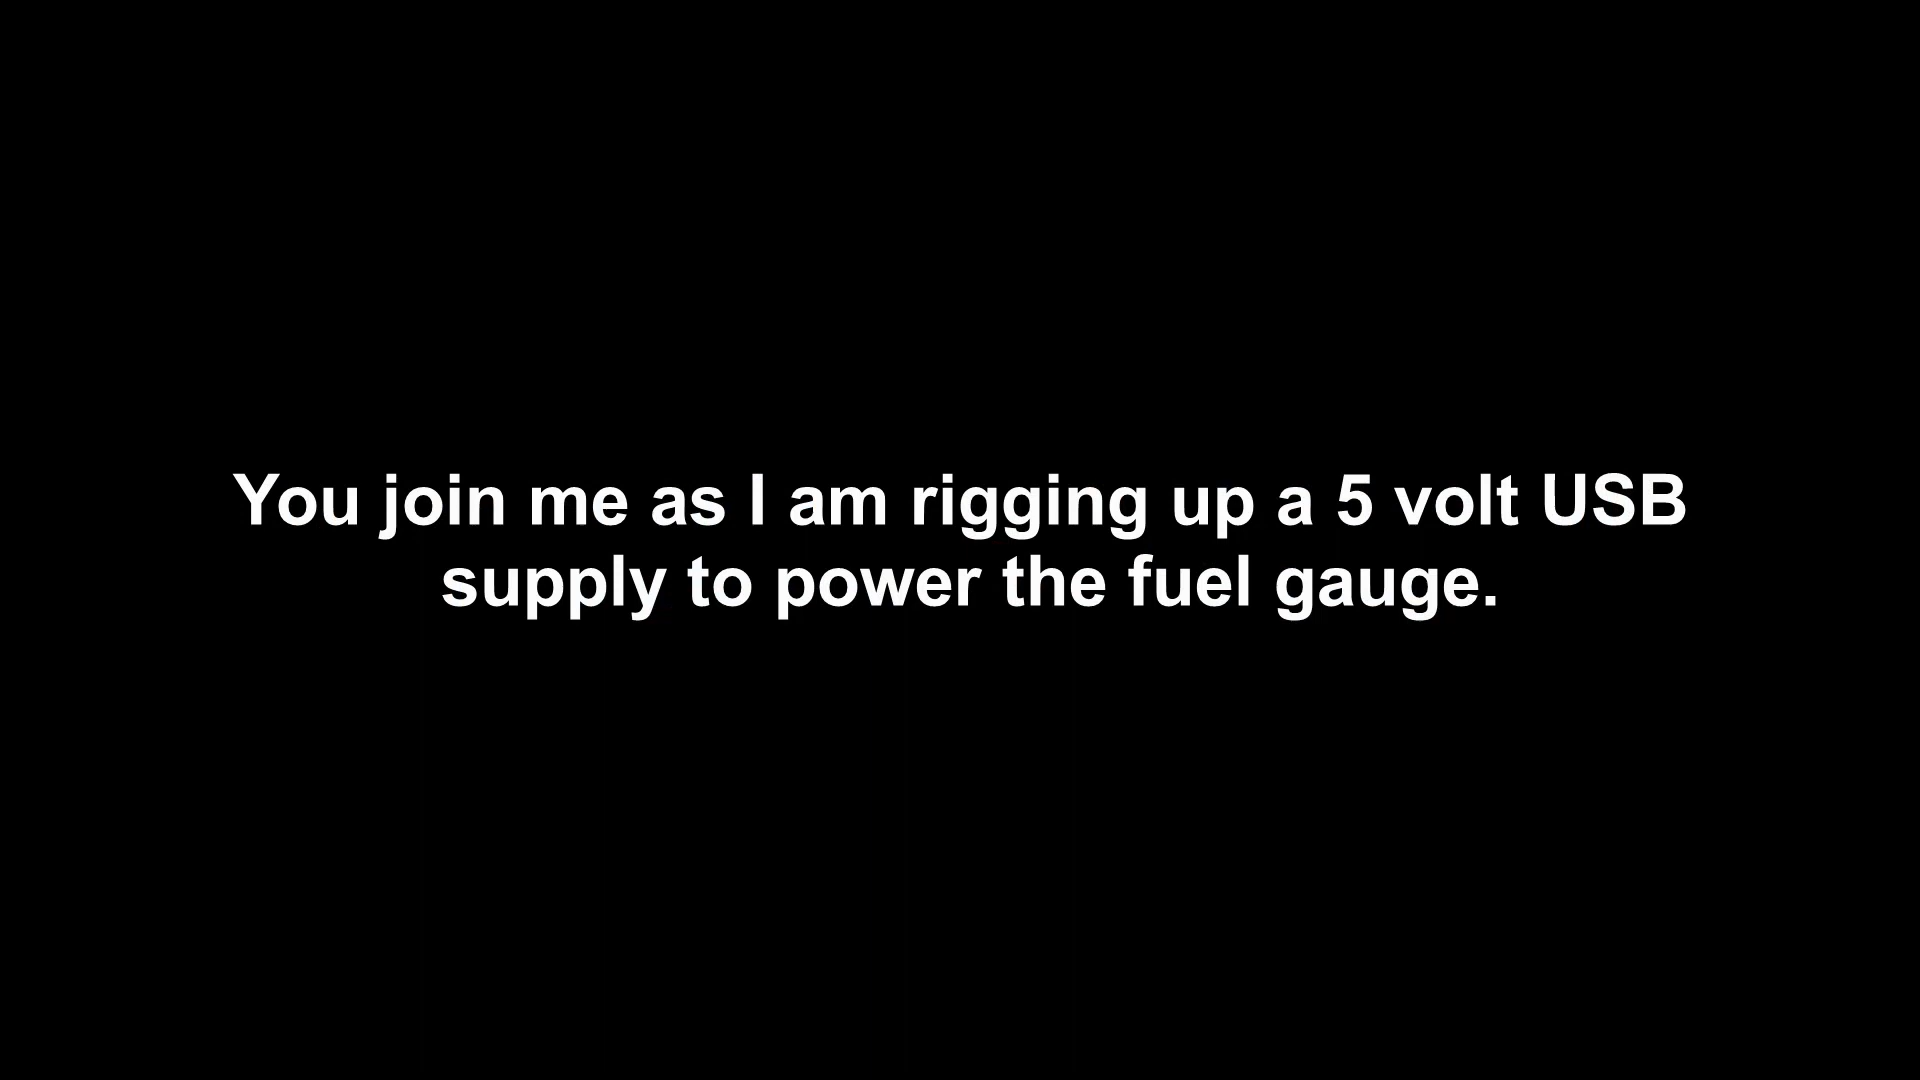 You join me as I am rigging up a 5 volt USB
supply to power the fuel gauge.